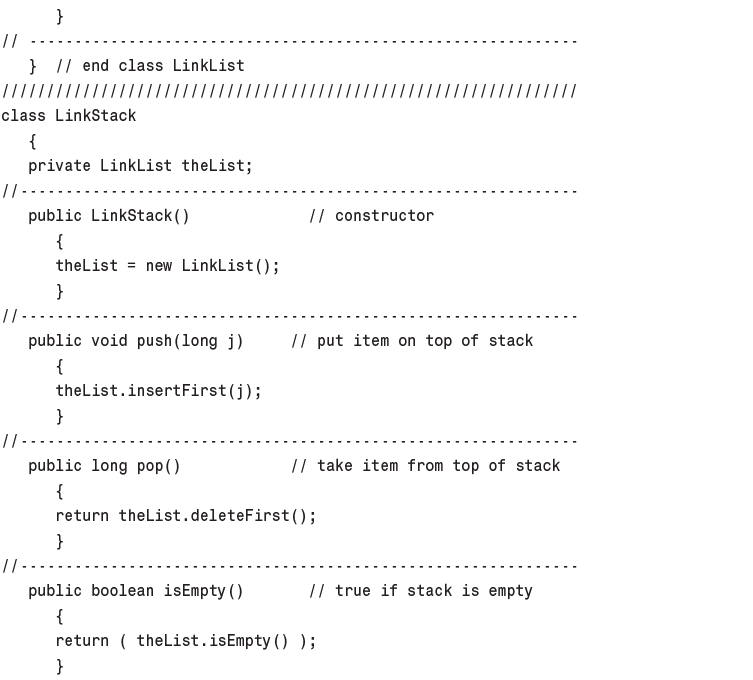 }
// -------------------------------------------------------------
   }  // end class LinkList
////////////////////////////////////////////////////////////////
class LinkStack
   {
   private LinkList theList;
//--------------------------------------------------------------
   public LinkStack()             // constructor
      {
      theList = new LinkList();
      }
//--------------------------------------------------------------
   public void push(long j)     // put item on top of stack
      {
      theList.insertFirst(j);
      }
//--------------------------------------------------------------
   public long pop()            // take item from top of stack
      {
      return theList.deleteFirst();
      }
//--------------------------------------------------------------
   public boolean isEmpty()       // true if stack is empty
      {
      return ( theList.isEmpty() );
      }